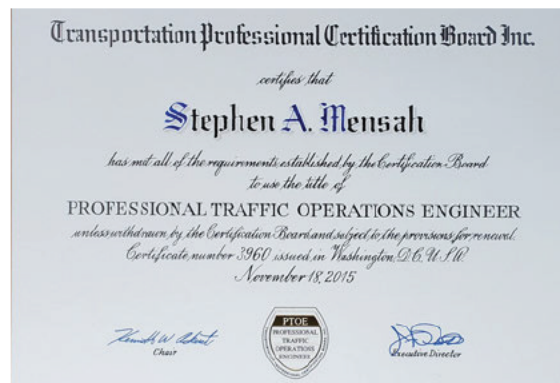 Transportation Professional Certification Board Inc.
certifies that
Stephen A. Mensah
has met all of the requirements established by the Certification Board
to use the title of
PROFESSIONAL TRAFFIC OPERATIONS ENGINEER
unless withdrawn by the Certification Board and subject to the provisions for renewal.
Certificate number 3960 issued in Washington, D.C. U.S.A.
November 18, 2015
Chair
PTOE
PROFESSIONAL
TRAFFIC
OPERATIONS
ENGINEER
Executive Director